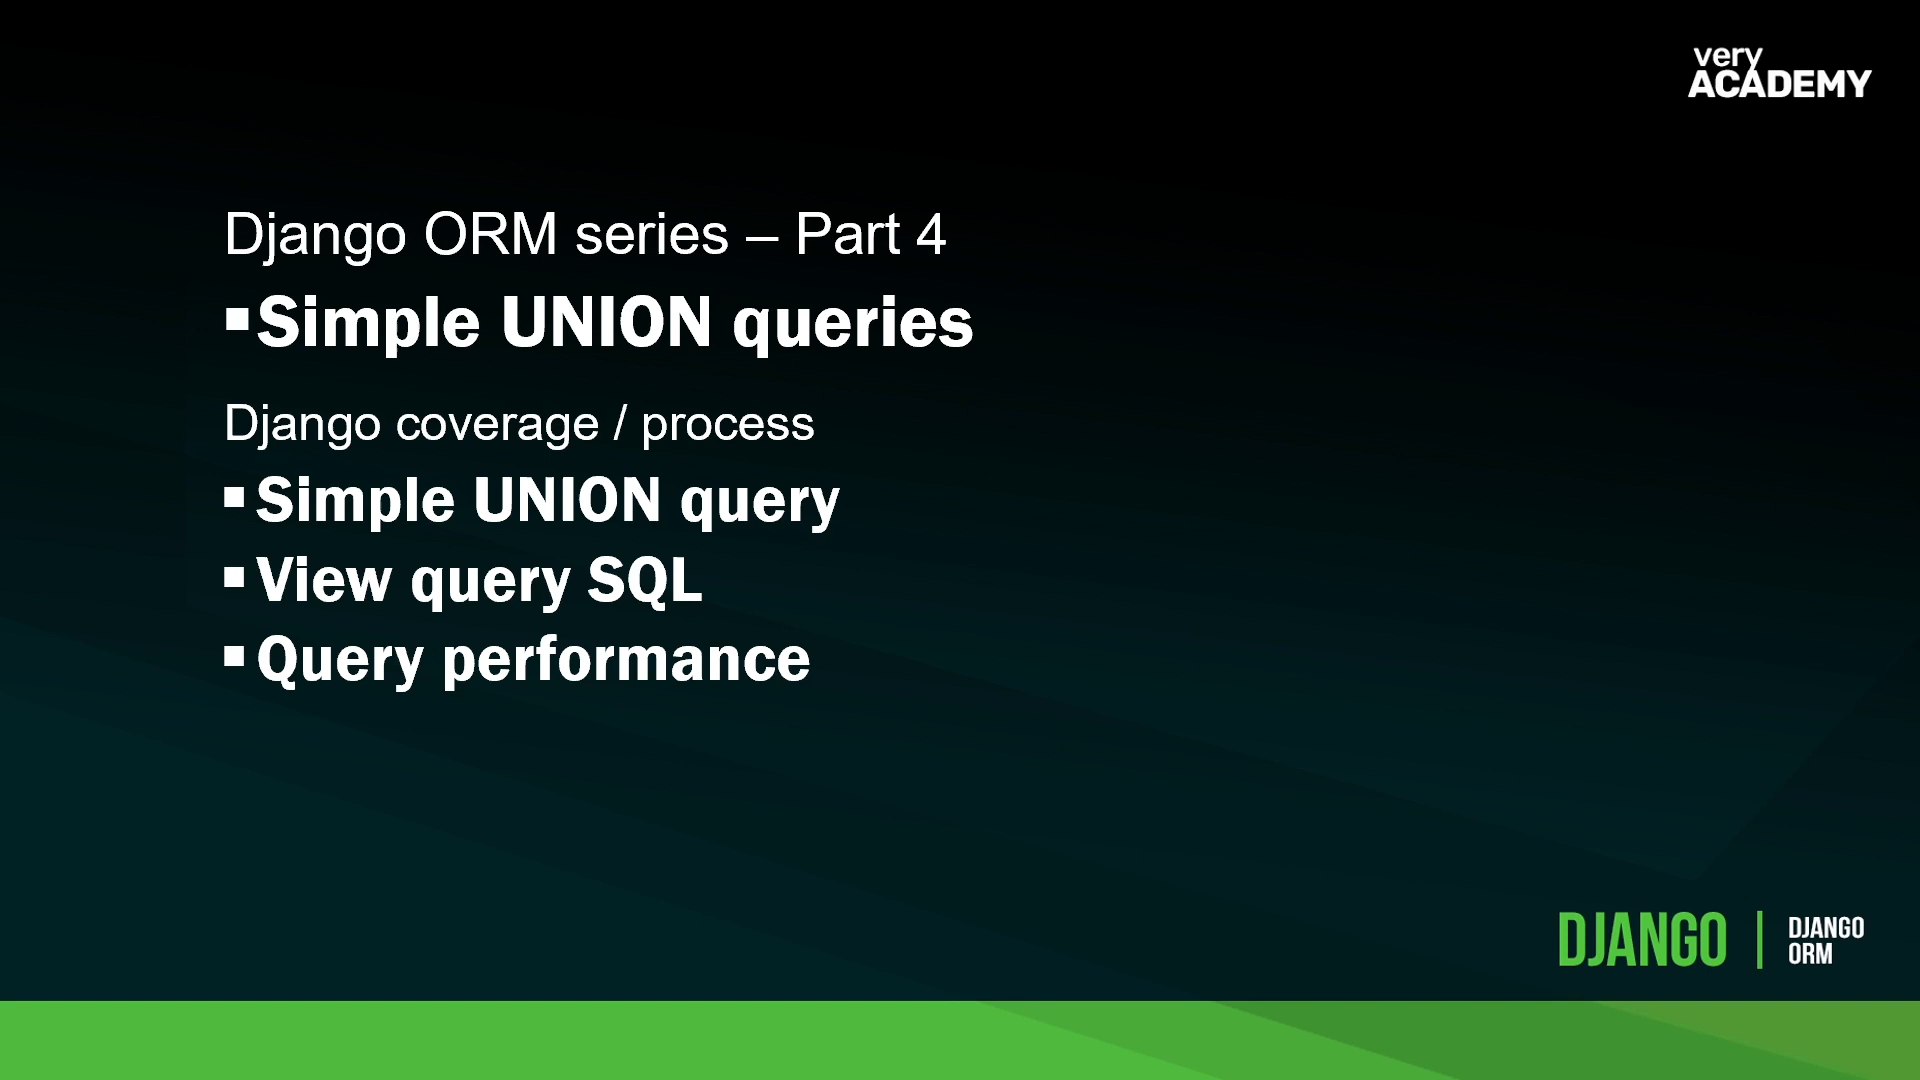 very
ACADEMY
Django ORM series – Part 4
▪Simple UNION queries
Django coverage / process
▪Simple UNION query
▪View query SQL
▪Query performance
DJANGO | DJANGO
ORM